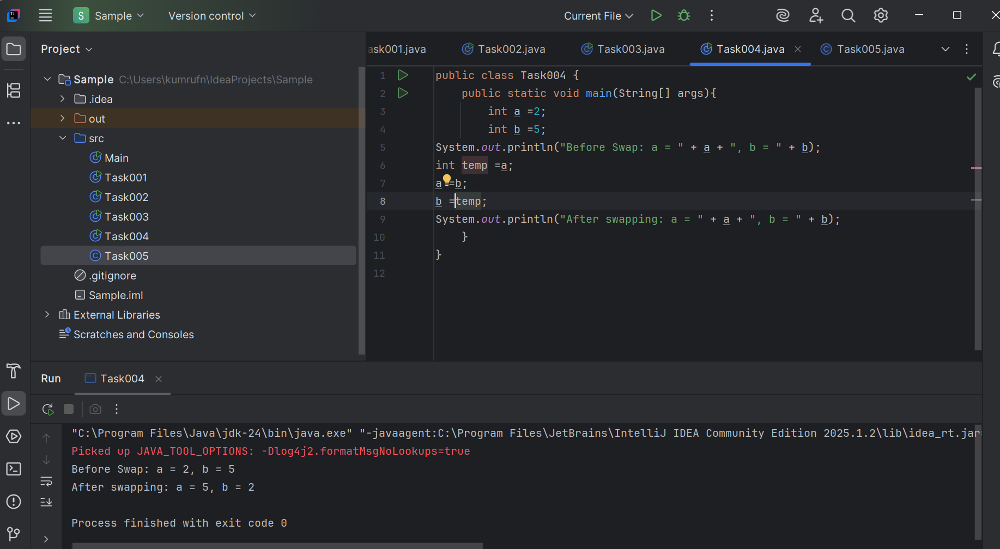 S Sample Version control Current File
Project
ask001.java Task002.java Task003.java Task004.java Task005.java
Sample C:\Users\kumrufn\IdeaProjects\Sample
.idea
out
src
Main
Task001
Task002
Task003
Task004
Task005
.gitignore
Sample.iml
External Libraries
Scratches and Consoles
1 public class Task004 {
2 public static void main(String[] args){
3 int a =2;
4 int b =5;
5 System.out.println("Before Swap: a = " + a + ", b = " + b);
6 int temp =a;
7 a =b;
8 b =temp;
9 System.out.println("After swapping: a = " + a + ", b = " + b);
10 }
11 }
12
Run Task004
"C:\Program Files\Java\jdk-24\bin\java.exe" "-javaagent:C:\Program Files\JetBrains\IntelliJ IDEA Community Edition 2025.1.2\lib\idea_rt.jar=
Picked up JAVA_TOOL_OPTIONS: -Dlog4j2.formatMsgNoLookups=true
Before Swap: a = 2, b = 5
After swapping: a = 5, b = 2
Process finished with exit code 0